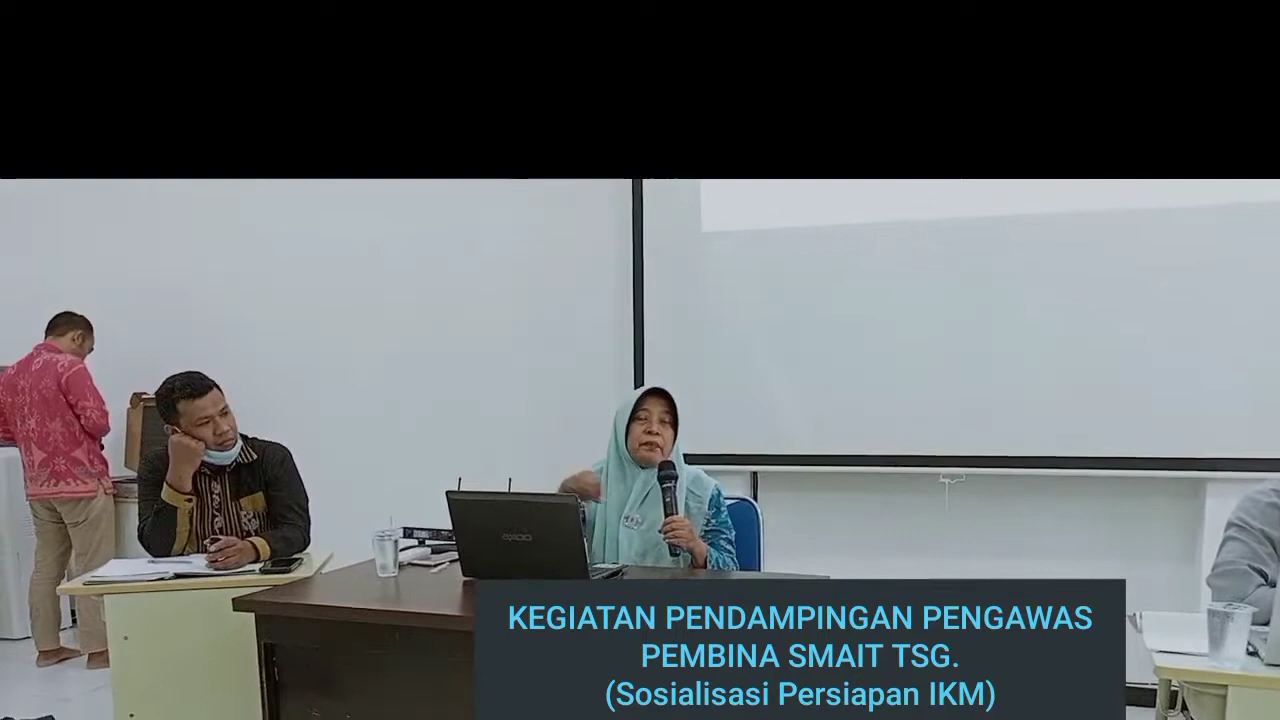 KEGIATAN PENDAMPINGAN PENGAWAS
PEMBINA SMAIT TSG.
(Sosialisasi Persiapan IKM)